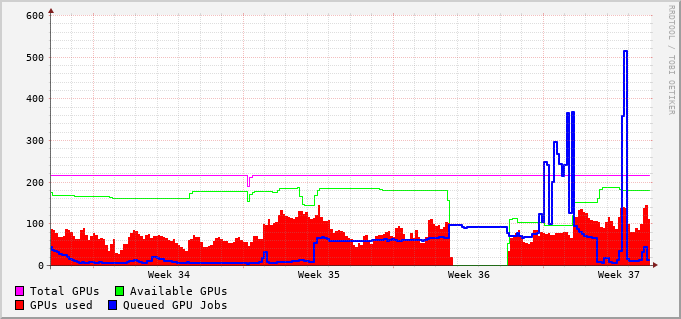 600
500
400
300
200
100
0
Week 34 Week 35 Week 36 Week 37
Total GPUs Available GPUs
GPUs used Queued GPU Jobs
RRDTOOL / TOBI OETIKER